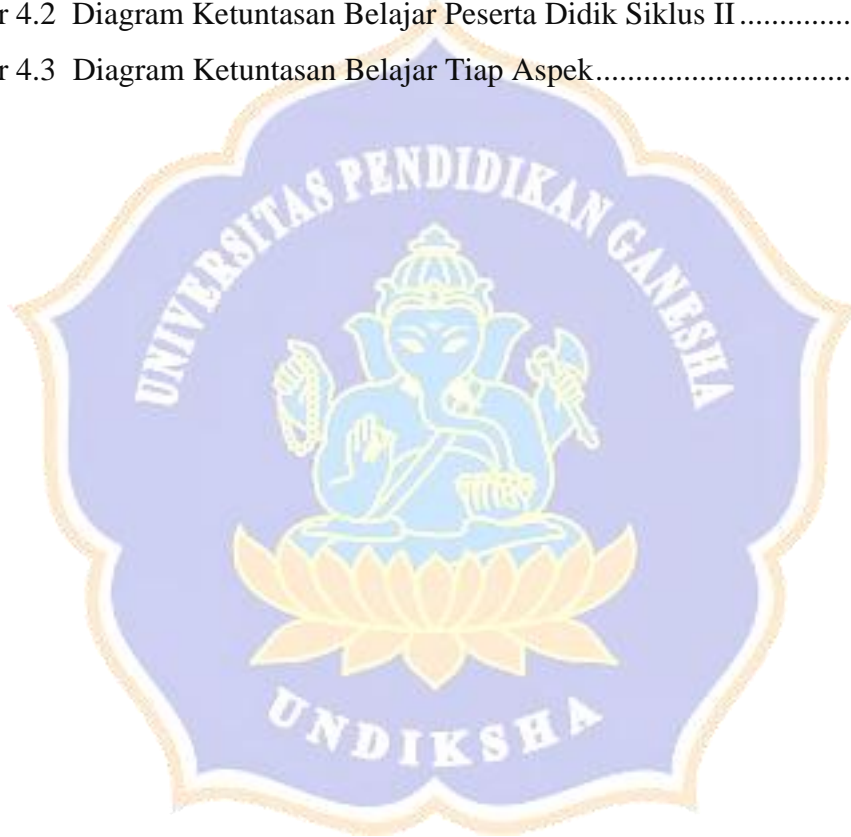 r 4.2 Diagram Ketuntasan Belajar Peserta Didik Siklus II..............
r 4.3 Diagram Ketuntasan Belajar Tiap Aspek................................
UNIVERSITAS PENDIDIKAN GANESHA
UNDIKSHA